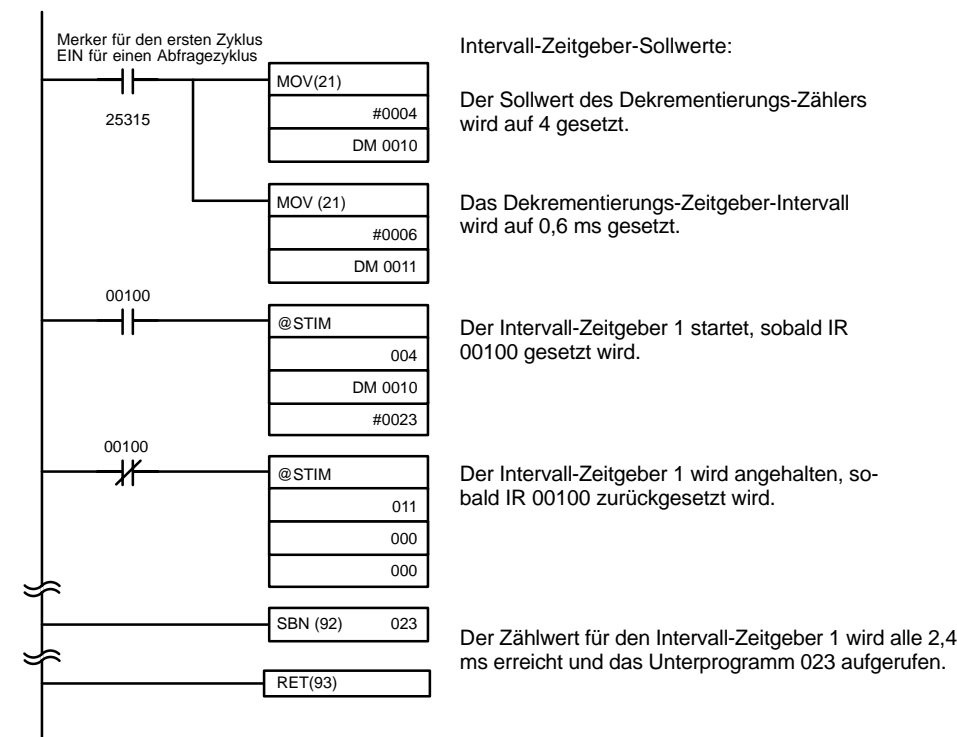 Merker für den ersten Zyklus
EIN für einen Abfragezyklus
25315
MOV(21)
#0004
DM 0010
Intervall-Zeitgeber-Sollwerte:
Der Sollwert des Dekrementierungs-Zählers
wird auf 4 gesetzt.
MOV (21)
#0006
DM 0011
Das Dekrementierungs-Zeitgeber-Intervall
wird auf 0,6 ms gesetzt.
00100
@STIM
004
DM 0010
#0023
Der Intervall-Zeitgeber 1 startet, sobald IR
00100 gesetzt wird.
00100
@STIM
011
000
000
Der Intervall-Zeitgeber 1 wird angehalten, so-
bald IR 00100 zurückgesetzt wird.
SBN (92) 023
Der Zählwert für den Intervall-Zeitgeber 1 wird alle 2,4
ms erreicht und das Unterprogramm 023 aufgerufen.
RET(93)